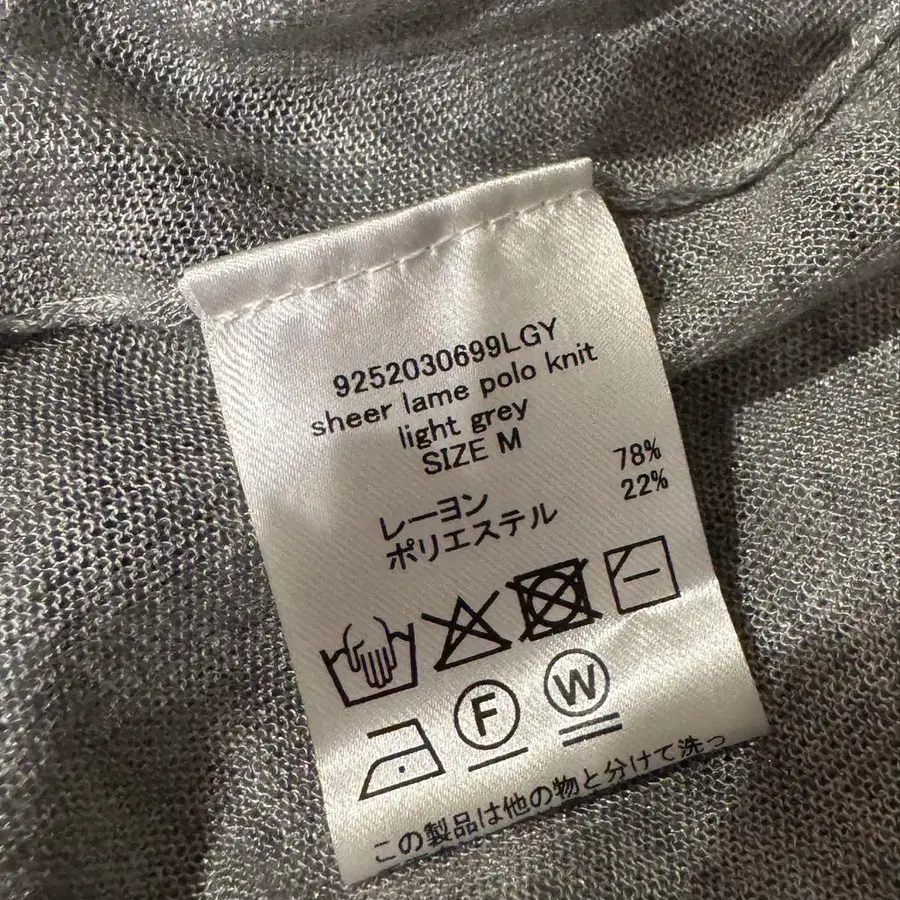 9252030699LGY
sheer lame polo knit
light grey
SIZE M
レーヨン 78%
ポリエステル 22%
F W
この製品は他の物と分けて洗っ